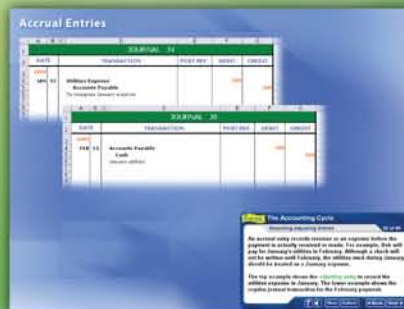 Accrual Entries
JOURNAL
DATE TRANSACTION POST REF DEBIT CREDIT
JAN 31 Utilities Expense
Accounts Payable
To recognize January expense
JOURNAL
DATE TRANSACTION POST REF DEBIT CREDIT
FEB Accounts Payable
Cash
January utilities
The Accounting Cycle
Recording Adjusting Entries
An accrual entry records revenue or an expense before the
payment is actually received or made. For example, Bob will
pay for January's utilities in February. Although a check will
not be written until February, the utilities used during January
should be treated as a January expense.
The top example shows the adjusting entry to record the
utilities expense in January. The lower example shows the
regular journal transaction for the February payment.